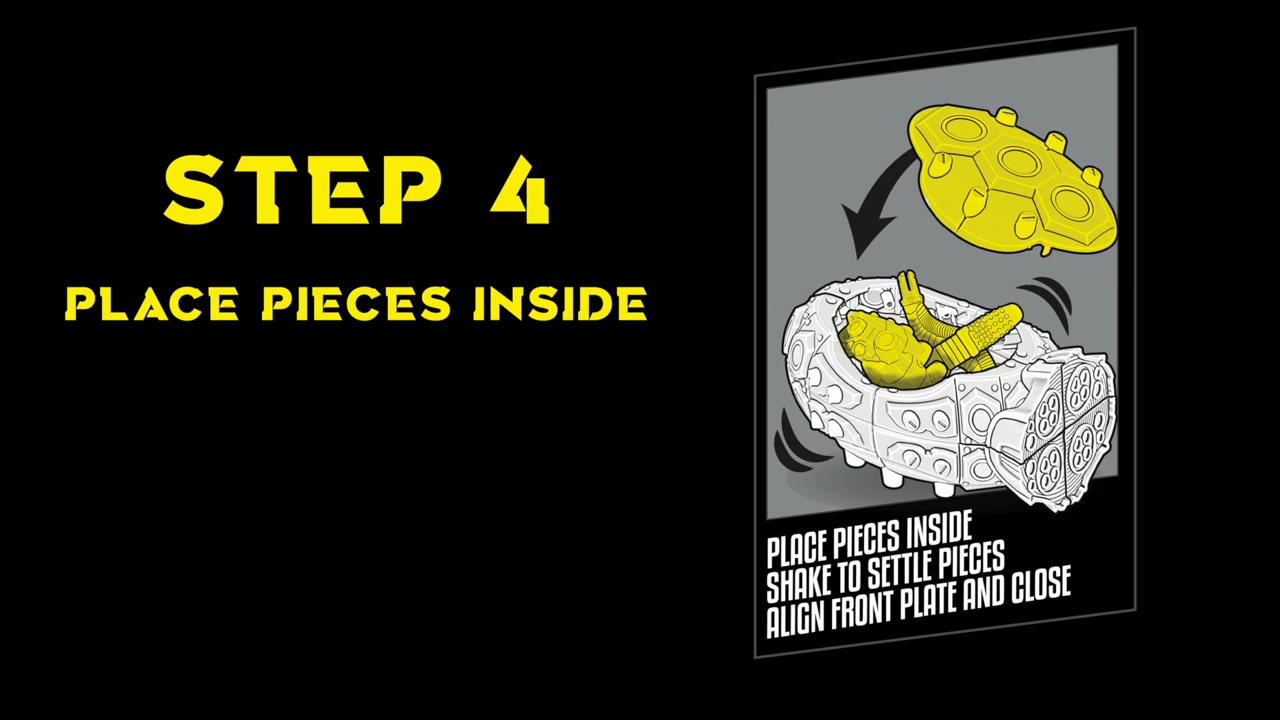 STEP 4
PLACE PIECES INSIDE
PLACE PIECES INSIDE
SHAKE TO SETTLE PIECES
ALIGN FRONT PLATE AND CLOSE